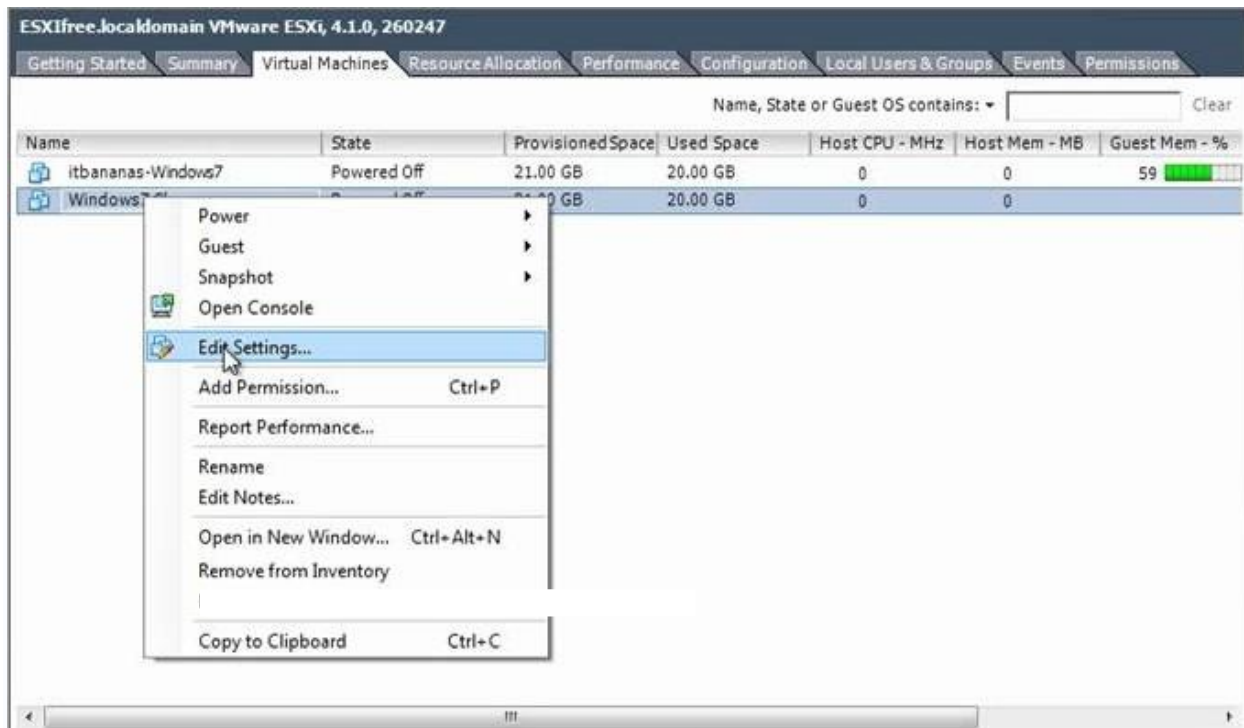 ESXIfree.localdomain VMware ESXi, 4.1.0, 260247
Getting Started Summary Virtual Machines Resource Allocation Performance Configuration Local Users & Groups Events Permissions
Name, State or Guest OS contains: Clear
Name State Provisioned Space Used Space Host CPU - MHz Host Mem - MB Guest Mem - %
itbananas-Windows7 Powered Off 21.00 GB 20.00 GB 0 0 59
GB 20.00 GB 0 0
Power
Guest
Snapshot
Open Console
Edit Settings...
Add Permission... Ctrl+P
Report Performance...
Rename
Edit Notes...
Open in New Window... Ctrl+Alt+N
Remove from Inventory
Copy to Clipboard Ctrl+C